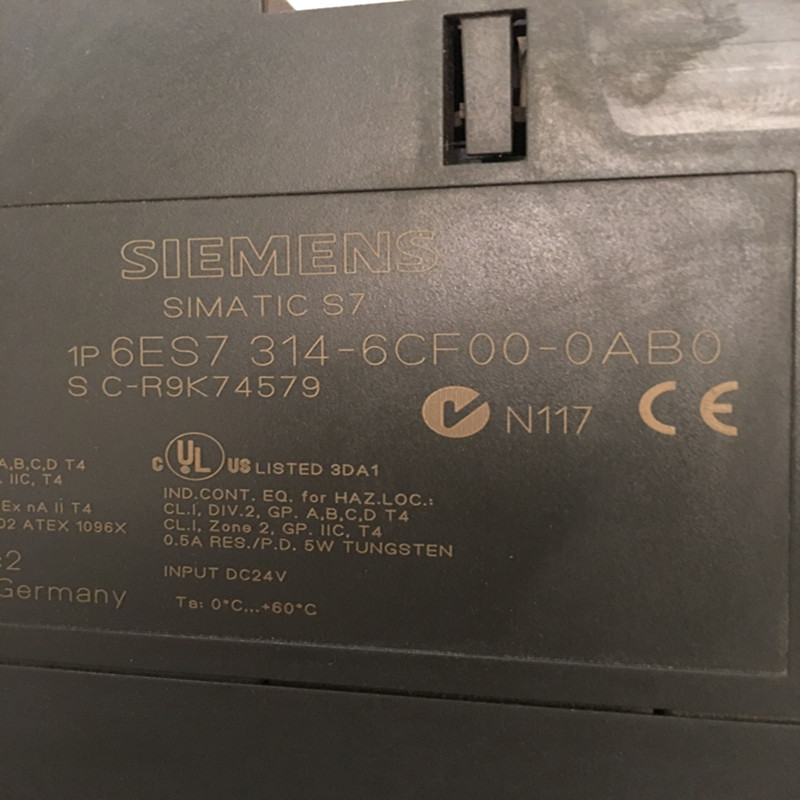 SIEMENS
SIMATIC S7
1P 6ES7 314-6CF00-0AB0
S C-R9K74579
N117 CE
C UL US LISTED 3DA1
IND.CONT. EQ. for HAZ.LOC.:
CL.I, DIV.2, GP. A,B,C,D T4
CL.I, Zone 2, GP. IIC, T4
0.5A RES./P.D. 5W TUNGSTEN
INPUT DC24V
Ta: 0°C...+60°C
A,B,C,D T4
IIC, T4
Ex nA II T4
02 ATEX 1096X
:2
Germany